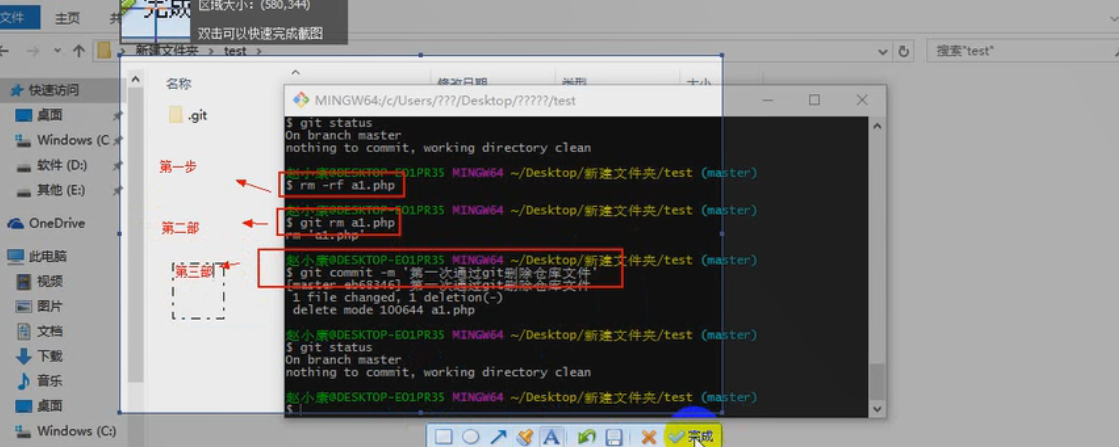 文件
主页
完成
区域大小：(580,344)
双击可以快速完成截图
新建文件夹 › test ›
搜索"test"
快速访问
桌面
Windows (C
软件 (D:)
其他 (E:)
OneDrive
此电脑
视频
图片
文档
下载
音乐
桌面
Windows (C:)
名称
修改日期
类型
大小
.git
第一步
第二部
第三部
MINGW64:/c/Users/???/Desktop/?????/test
$ git status
On branch master
nothing to commit, working directory clean
赵小康@DESKTOP-EO1PR35 MINGW64 ~/Desktop/新建文件夹/test (master)
$ rm -rf a1.php
赵小康@DESKTOP-EO1PR35 MINGW64 ~/Desktop/新建文件夹/test (master)
$ git rm a1.php
rm 'a1.php'
赵小康@DESKTOP-EO1PR35 MINGW64 ~/Desktop/新建文件夹/test (master)
$ git commit -m '第一次通过git删除仓库文件'
[master eb68346] 第一次通过git删除仓库文件
1 file changed, 1 deletion(-)
delete mode 100644 a1.php
赵小康@DESKTOP-EO1PR35 MINGW64 ~/Desktop/新建文件夹/test (master)
$ git status
On branch master
nothing to commit, working directory clean
赵小康@DESKTOP-EO1PR35 MINGW64 ~/Desktop/新建文件夹/test (master)
$
A
完成